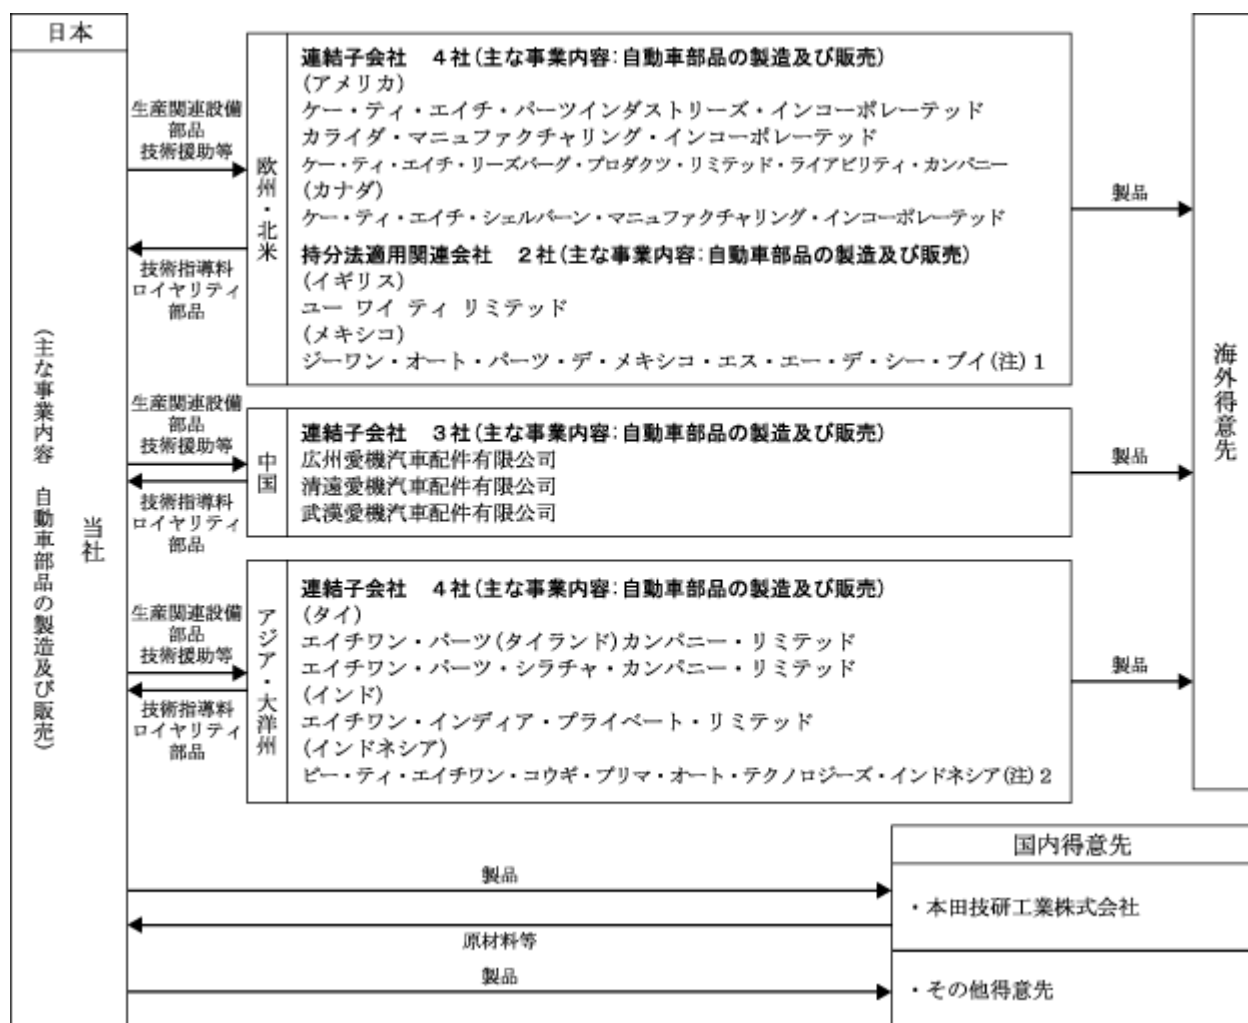 日本
当社
(主な事業内容 自動車部品の製造及び販売)
生産関連設備
部品
技術援助等
技術指導料
ロイヤリティ
部品
欧州・北米
連結子会社 4社(主な事業内容:自動車部品の製造及び販売)
(アメリカ)
ケー・ティ・エイチ・パーツインダストリーズ・インコーポレーテッド
カライダ・マニュファクチャリング・インコーポレーテッド
ケー・ティ・エイチ・リーズバーグ・プロダクツ・リミテッド・ライアビリティ・カンパニー
(カナダ)
ケー・ティ・エイチ・シェルバーン・マニュファクチャリング・インコーポレーテッド
持分法適用関連会社 2社(主な事業内容:自動車部品の製造及び販売)
(イギリス)
ユー ワイ ティ リミテッド
(メキシコ)
ジーワン・オート・パーツ・デ・メキシコ・エス・エー・デ・シー・ブイ(注)1
製品
海外得意先
生産関連設備
部品
技術援助等
技術指導料
ロイヤリティ
部品
中国
連結子会社 3社(主な事業内容:自動車部品の製造及び販売)
広州愛機汽車配件有限公司
清遠愛機汽車配件有限公司
武漢愛機汽車配件有限公司
製品
生産関連設備
部品
技術援助等
技術指導料
ロイヤリティ
部品
アジア・大洋州
連結子会社 4社(主な事業内容:自動車部品の製造及び販売)
(タイ)
エイチワン・パーツ(タイランド)カンパニー・リミテッド
エイチワン・パーツ・シラチャ・カンパニー・リミテッド
(インド)
エイチワン・インディア・プライベート・リミテッド
(インドネシア)
ピー・ティ・エイチワン・コウギ・プリマ・オート・テクノロジーズ・インドネシア(注)2
製品
国内得意先
製品
・本田技研工業株式会社
原材料等
製品
・その他得意先